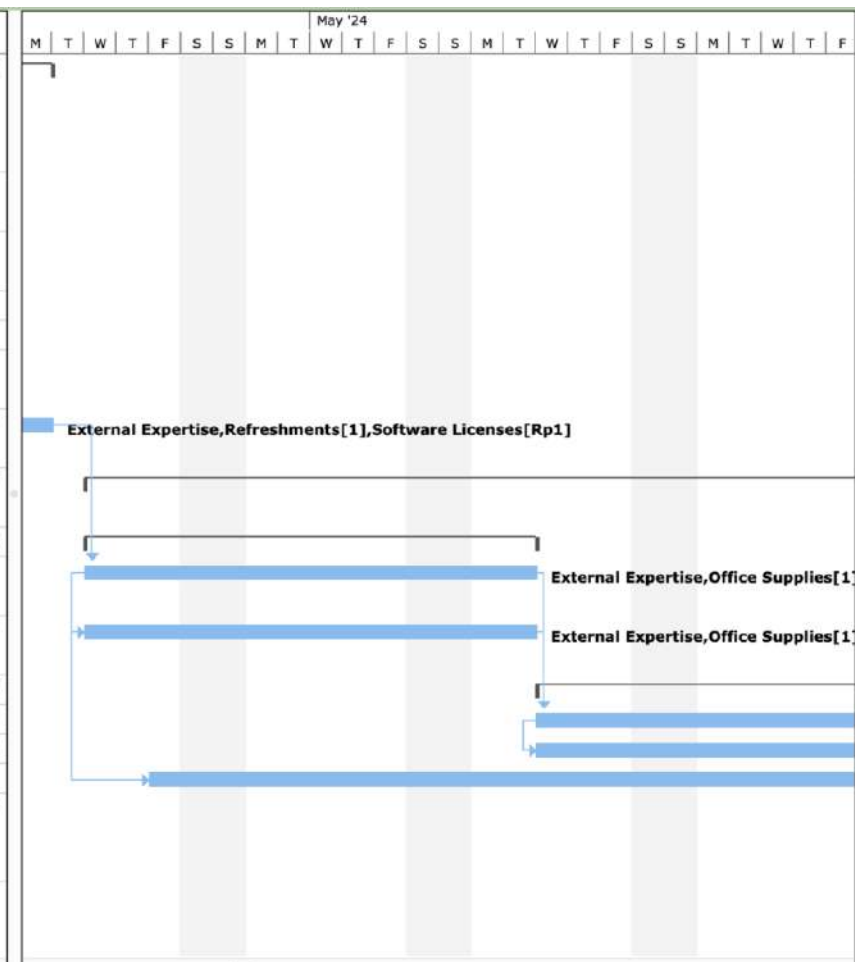 May '24
M T W T F S S M T W T F S S M T W T F S S M T W T F
External Expertise,Refreshments[1],Software Licenses[Rp1]
External Expertise,Office Supplies[1]
External Expertise,Office Supplies[1]